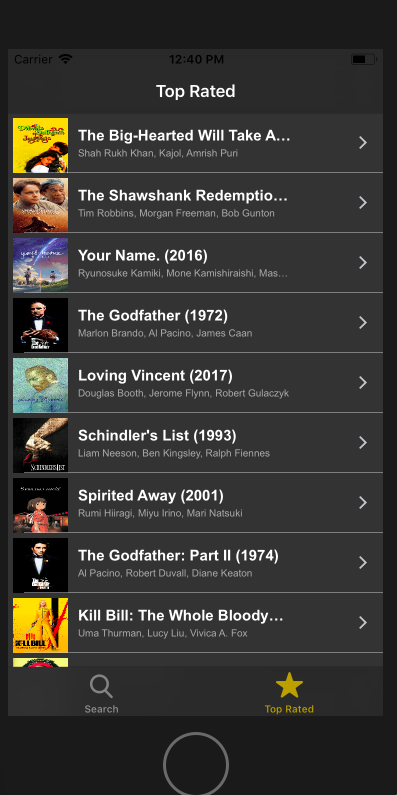 Carrier 12:40 PM
Top Rated
The Big-Hearted Will Take A...
Shah Rukh Khan, Kajol, Amrish Puri
The Shawshank Redemptio...
Tim Robbins, Morgan Freeman, Bob Gunton
Your Name. (2016)
Ryunosuke Kamiki, Mone Kamishiraishi, Mas...
The Godfather (1972)
Marlon Brando, Al Pacino, James Caan
Loving Vincent (2017)
Douglas Booth, Jerome Flynn, Robert Gulaczyk
Schindler's List (1993)
Liam Neeson, Ben Kingsley, Ralph Fiennes
SCHINDLER'S LIST
Spirited Away (2001)
Rumi Hiiragi, Miyu Irino, Mari Natsuki
The Godfather: Part II (1974)
Al Pacino, Robert Duvall, Diane Keaton
Kill Bill: The Whole Bloody...
Uma Thurman, Lucy Liu, Vivica A. Fox
KILL BILL
Search
Top Rated